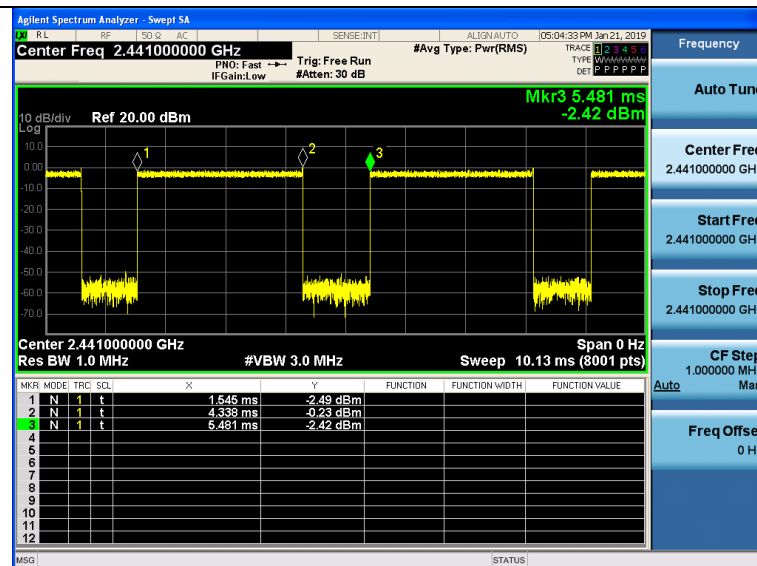 Agilent Spectrum Analyzer - Swept SA
LXI RL RF 50 Ω AC SENSE:INT ALIGN AUTO 05:04:33 PM Jan 21, 2019
Center Freq 2.441000000 GHz #Avg Type: Pwr(RMS) TRACE 1 2 3 4 5 6
PNO: Fast Trig: Free Run TYPE WWWWWW
IFGain:Low #Atten: 30 dB DET P P P P P P
Mkr3 5.481 ms
10 dB/div Ref 20.00 dBm -2.42 dBm
Log
10.0
0.00
-10.0
-20.0
-30.0
-40.0
-50.0
-60.0
-70.0
1
2
3
Center 2.441000000 GHz Span 0 Hz
Res BW 1.0 MHz #VBW 3.0 MHz Sweep 10.13 ms (8001 pts)
MKR MODE TRC SCL X Y FUNCTION FUNCTION WIDTH FUNCTION VALUE
1 N 1 t 1.545 ms -2.49 dBm
2 N 1 t 4.338 ms -0.23 dBm
3 N 1 t 5.481 ms -2.42 dBm
4
5
6
7
8
9
10
11
12
MSG STATUS
Frequency
Auto Tun
Center Fre
2.441000000 GH
Start Fre
2.441000000 GH
Stop Fre
2.441000000 GH
CF Step
1.000000 MH
Auto Ma
Freq Offse
0 H